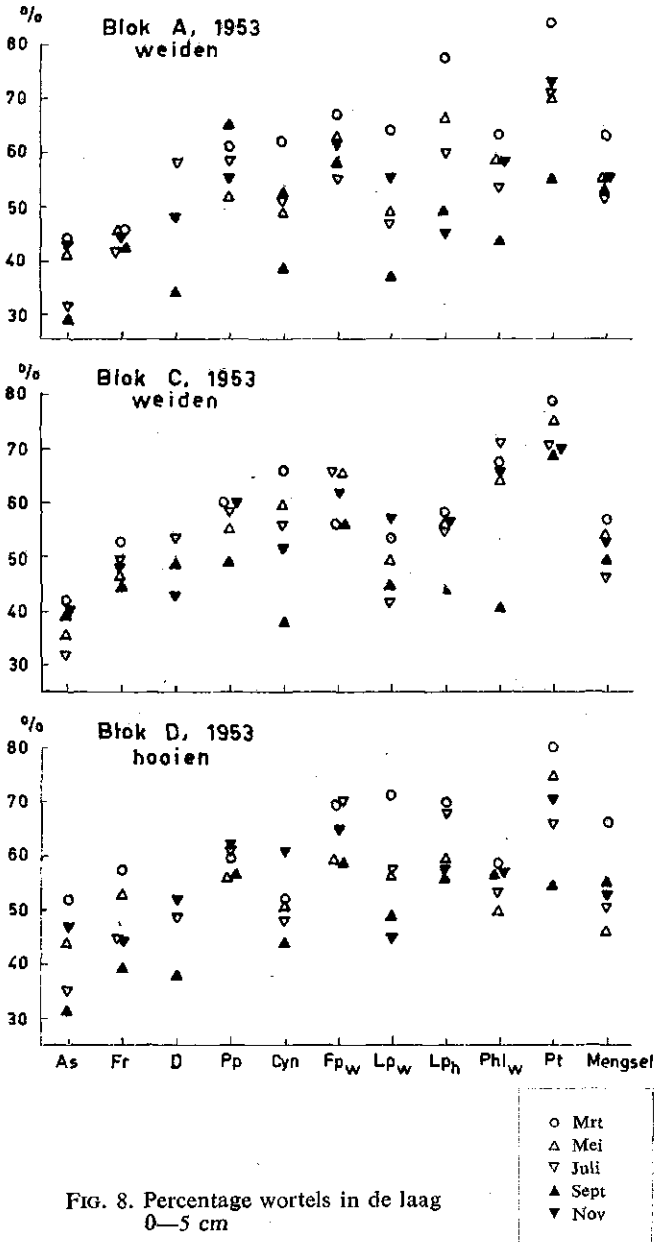 %
Blok A, 1953
weiden
80
70
60
50
40
30
%
Blok C, 1953
weiden
80
70
60
50
40
30
%
Blok D, 1953
hooien
80
70
60
50
40
30
As Fr D Pp Cyn Fpw Lpw Lph Phlw Pt Mengsel
Mrt
Mei
Juli
Sept
Nov
FIG. 8. Percentage wortels in de laag
0—5 cm